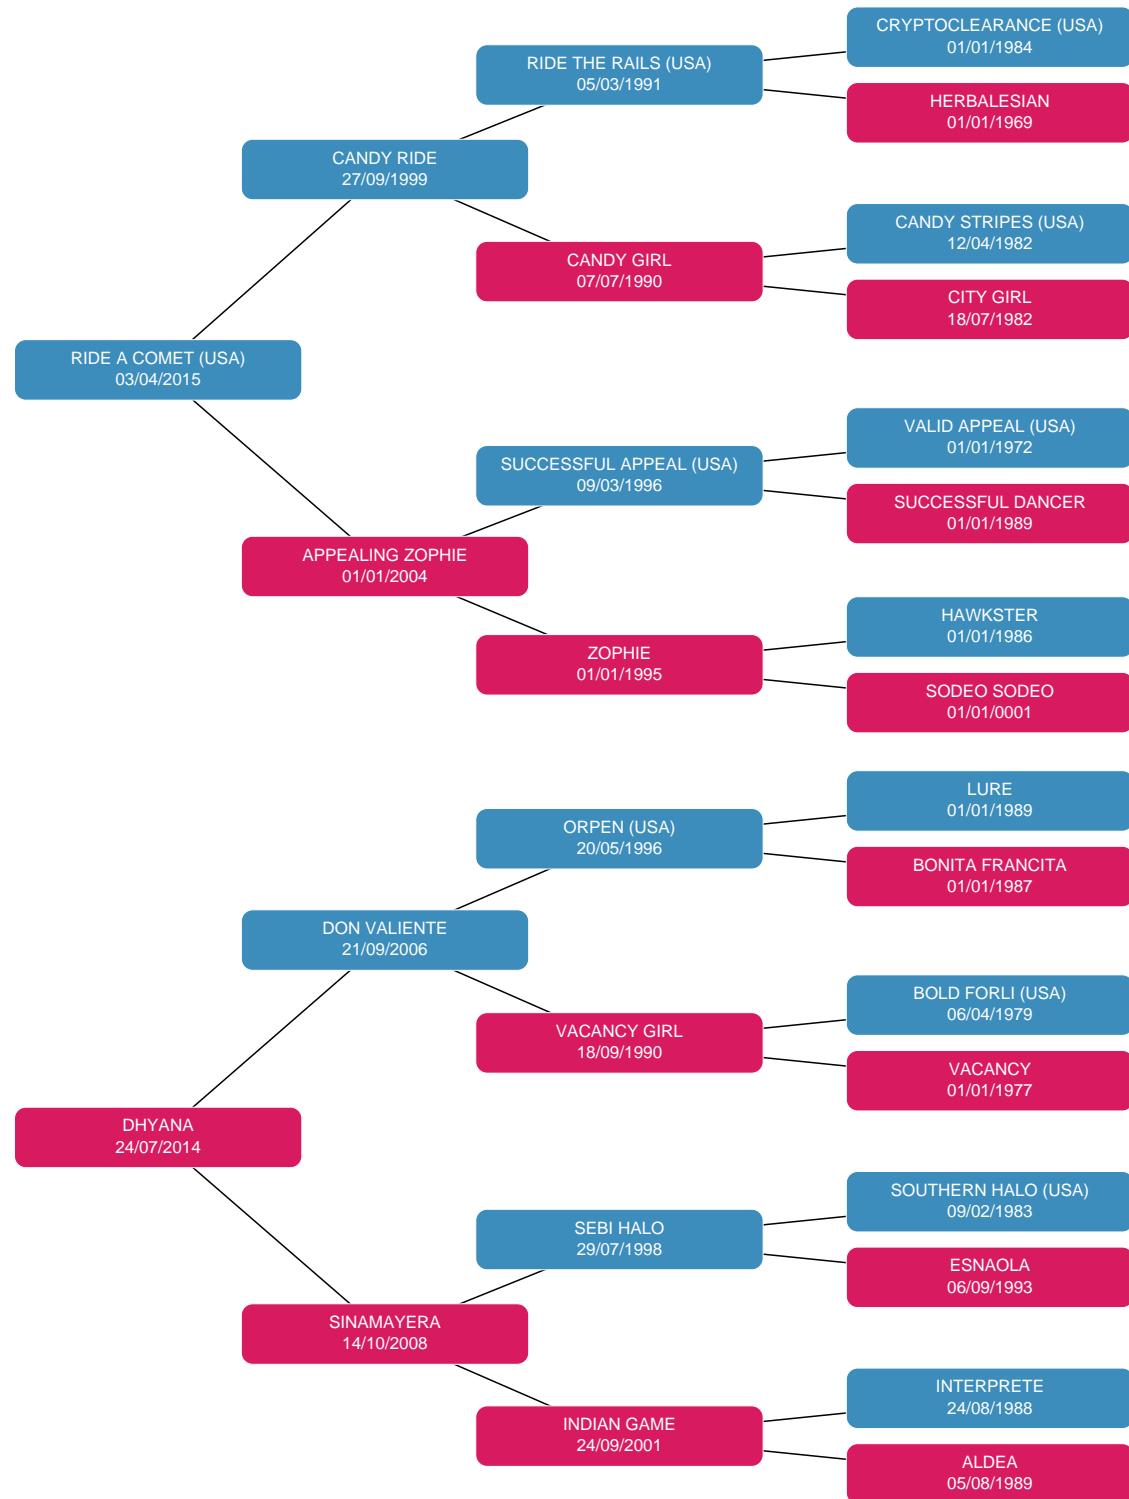 CRYPTOCLEARANCE (USA)
01/01/1984
RIDE THE RAILS (USA)
05/03/1991
HERBALESIAN
01/01/1969
CANDY RIDE
27/09/1999
CANDY STRIPES (USA)
12/04/1982
CANDY GIRL
07/07/1990
CITY GIRL
18/07/1982
RIDE A COMET (USA)
03/04/2015
VALID APPEAL (USA)
01/01/1972
SUCCESSFUL APPEAL (USA)
09/03/1996
SUCCESSFUL DANCER
01/01/1989
APPEALING ZOPHIE
01/01/2004
HAWKSTER
01/01/1986
ZOPHIE
01/01/1995
SODEO SODEO
01/01/0001
LURE
01/01/1989
ORPEN (USA)
20/05/1996
BONITA FRANCITA
01/01/1987
DON VALIENTE
21/09/2006
BOLD FORLI (USA)
06/04/1979
VACANCY GIRL
18/09/1990
VACANCY
01/01/1977
DHYANA
24/07/2014
SOUTHERN HALO (USA)
09/02/1983
SEBI HALO
29/07/1998
ESNAOLA
06/09/1993
SINAMAYERA
14/10/2008
INTERPRETE
24/08/1988
INDIAN GAME
24/09/2001
ALDEA
05/08/1989